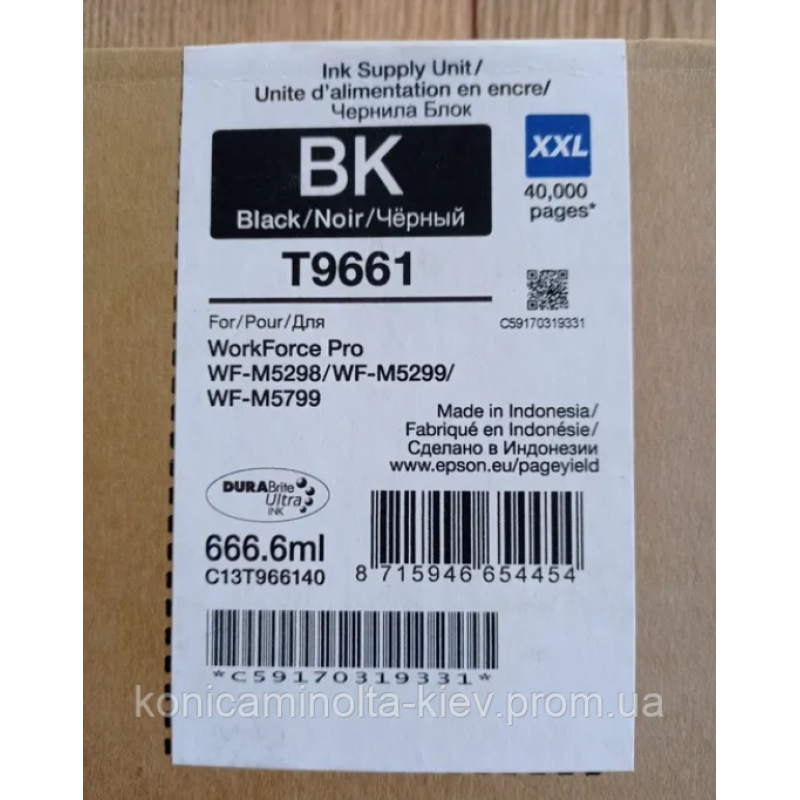 Ink Supply Unit/
Unite d'alimentation en encre/
Чернила Блок
BK
Black/Noir/Чёрный
XXL
40,000
pages*
T9661
C59170319331
For/Pour/Для
WorkForce Pro
WF-M5298/WF-M5299/
WF-M5799
Made in Indonesia/
Fabriqué en Indonésie/
Сделано в Индонезии
www.epson.eu/pageyield
DURABrite
Ultra
INK
666.6ml
C13T966140
8 715946 654454
*C59170319331*
konicaminolta-kiev.prom.ua